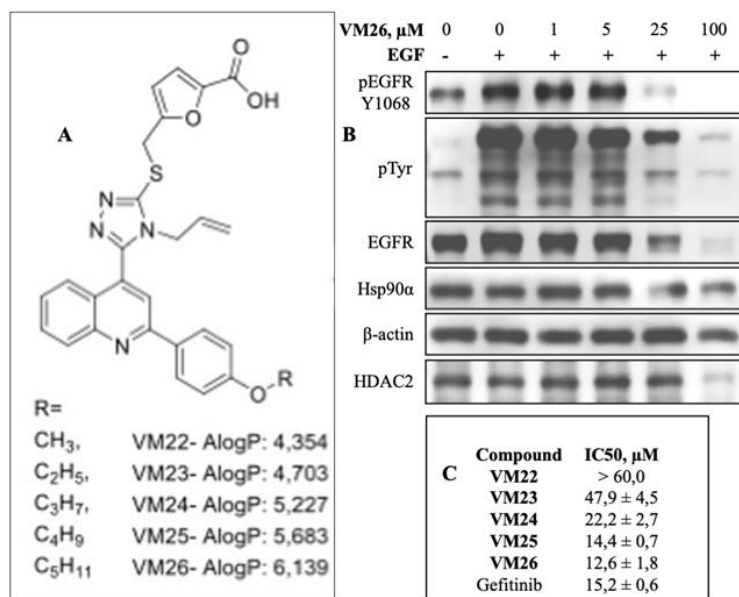 A
O
O
OH
S
N
N
N
N
O
R
R=
CH₃, VM22- AlogP: 4,354
C₂H₅, VM23- AlogP: 4,703
C₃H₇, VM24- AlogP: 5,227
C₄H₉ VM25- AlogP: 5,683
C₅H₁₁ VM26- AlogP: 6,139
VM26, μM 0 0 1 5 25 100
EGF - + + + + +
B
pEGFR
Y1068
pTyr
EGFR
Hsp90α
β-actin
HDAC2
C
Compound IC50, μM
VM22 > 60,0
VM23 47,9 ± 4,5
VM24 22,2 ± 2,7
VM25 14,4 ± 0,7
VM26 12,6 ± 1,8
Gefitinib 15,2 ± 0,6